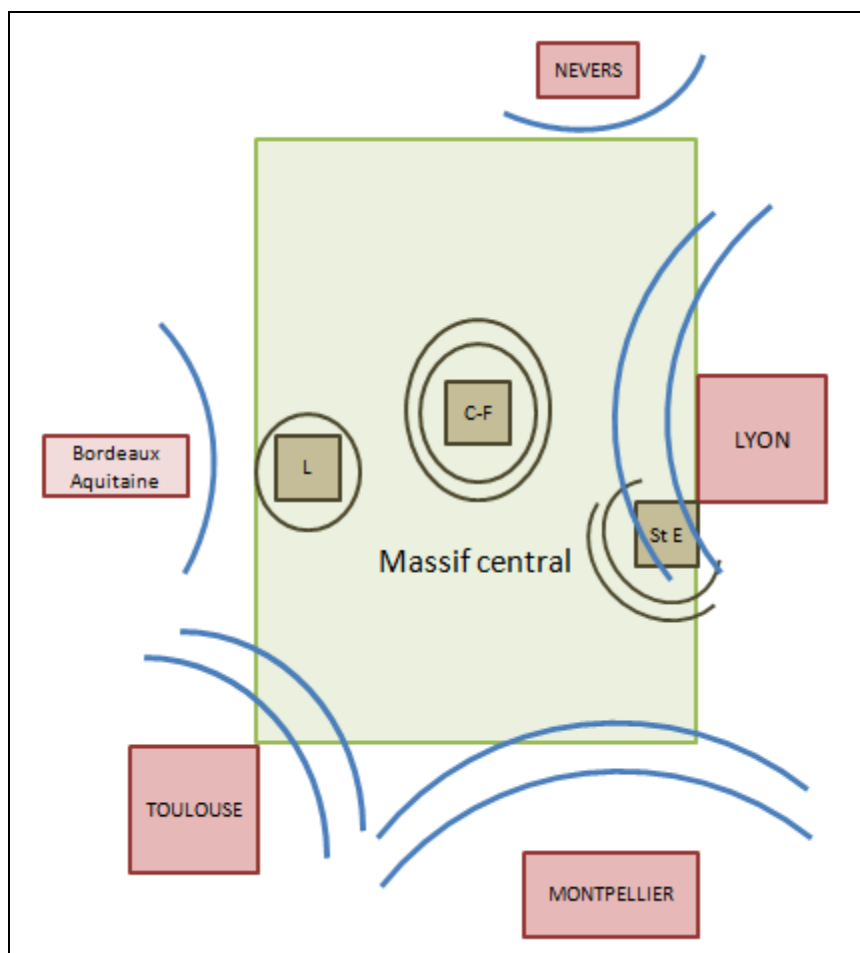 NEVERS
C-F
LYON
Bordeaux
Aquitaine
L
St E
Massif central
TOULOUSE
MONTPELLIER